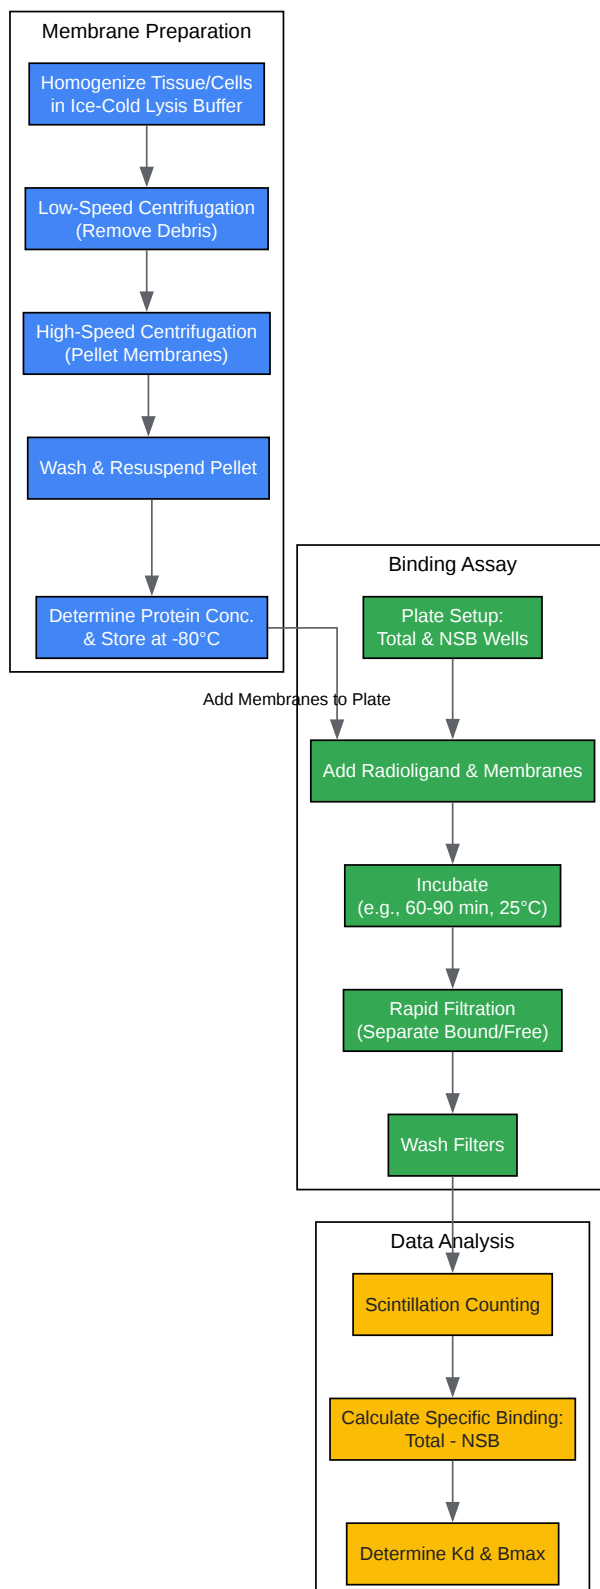 Membrane Preparation
Homogenize Tissue/Cells
in Ice-Cold Lysis Buffer
Low-Speed Centrifugation
(Remove Debris)
High-Speed Centrifugation
(Pellet Membranes)
Wash & Resuspend Pellet
Determine Protein Conc.
& Store at -80°C
Binding Assay
Plate Setup:
Total & NSB Wells
Add Membranes to Plate
Add Radioligand & Membranes
Incubate
(e.g., 60-90 min, 25°C)
Rapid Filtration
(Separate Bound/Free)
Wash Filters
Data Analysis
Scintillation Counting
Calculate Specific Binding:
Total - NSB
Determine Kd & Bmax